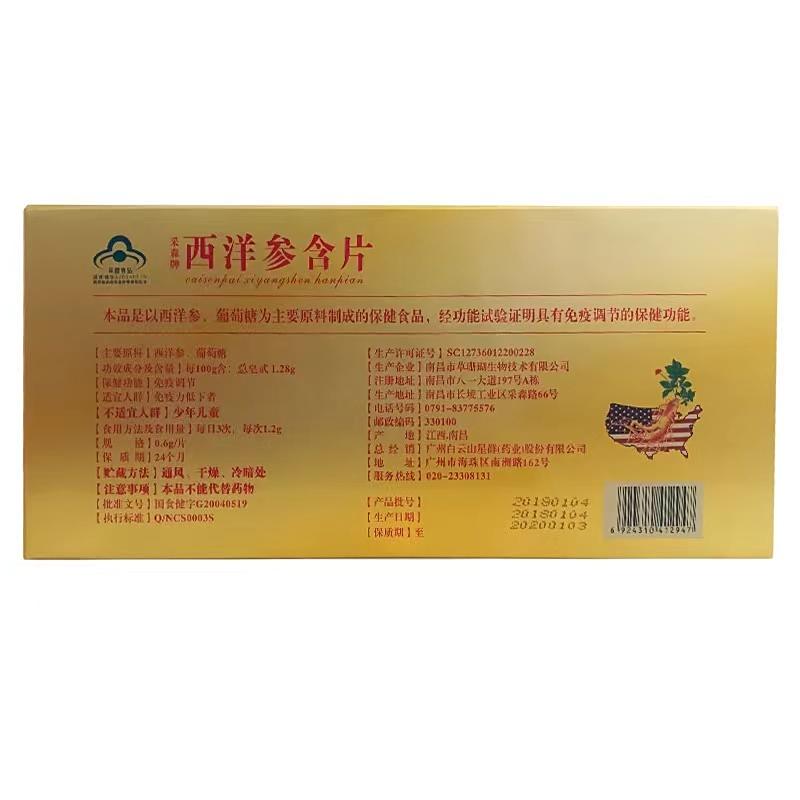 采森牌
西洋参含片
caisenpai xiyangshen hanpian
保健食品
本品是以西洋参、葡萄糖为主要原料制成的保健食品，经功能试验证明具有免疫调节的保健功能。
【主要原料】西洋参、葡萄糖
【功效成分及含量】每100g含：总皂甙 1.28g
【保健功能】免疫调节
【适宜人群】免疫力低下者
【不适宜人群】少年儿童
【食用方法及食用量】每日3次，每次1.2g
【规 格】0.6g/片
【保 质 期】24个月
【贮藏方法】通风、干燥、冷暗处
【注意事项】本品不能代替药物
【批准文号】国食健字G20040519
【执行标准】Q/NCS0003S
【生产许可证号】SC12736012200228
【生产企业】南昌市草珊瑚生物技术有限公司
【注册地址】南昌市八一大道197号A栋
【生产地址】南昌市长堎工业区采森路66号
【电话号码】0791-83775576
【邮政编码】330100
【产 地】江西.南昌
【总 经 销】广州白云山星群(药业)股份有限公司
【地 址】广州市海珠区南洲路162号
【服务热线】020-23308131
【产品批号】 20180104
【生产日期】 20180104
【保质期】至 20200103
6 924310 412947